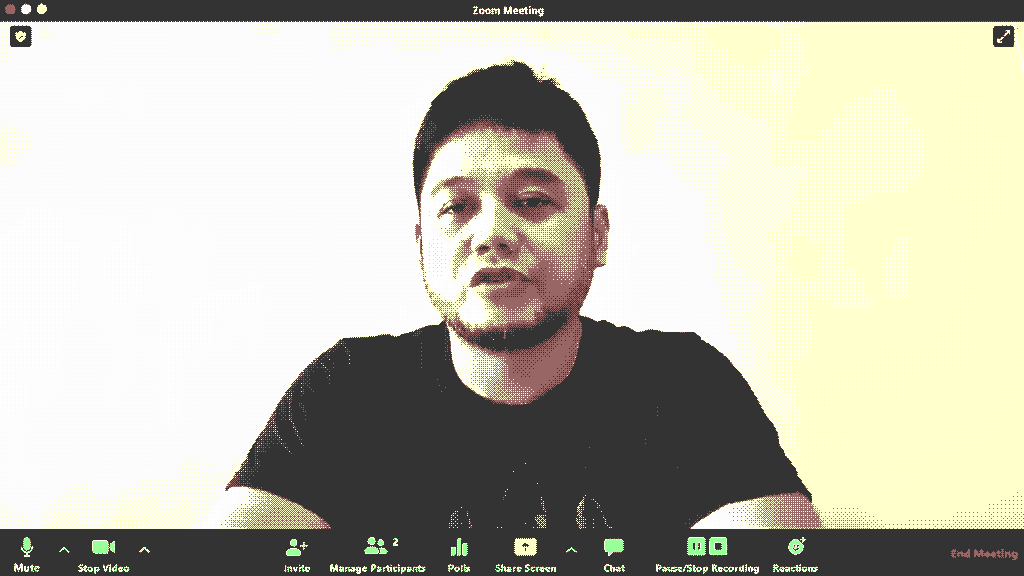 Zoom Meeting
2
Mute
Stop Video
Invite
Manage Participants
Polls
Share Screen
Chat
Pause/Stop Recording
Reactions
End Meeting